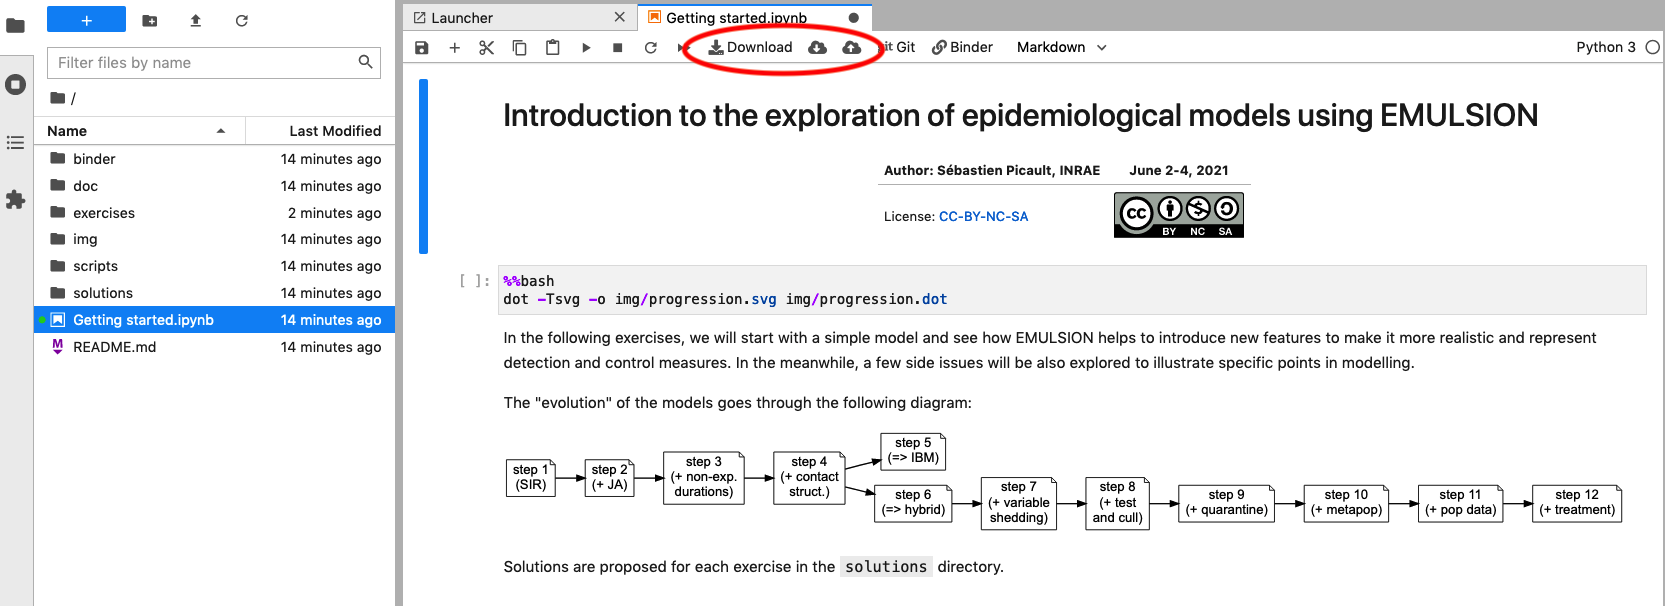 Launcher
Getting started.ipynb
Filter files by name
Download
Git
Binder
Markdown
Python 3
/
Name
Last Modified
binder 14 minutes ago
doc 14 minutes ago
exercises 2 minutes ago
img 14 minutes ago
scripts 14 minutes ago
solutions 14 minutes ago
Getting started.ipynb 14 minutes ago
README.md 14 minutes ago
Introduction to the exploration of epidemiological models using EMULSION
Author: Sébastien Picault, INRAE June 2-4, 2021
License: CC-BY-NC-SA
cc BY NC SA
[ ]:
%%bash
dot -Tsvg -o img/progression.svg img/progression.dot
In the following exercises, we will start with a simple model and see how EMULSION helps to introduce new features to make it more realistic and represent
detection and control measures. In the meanwhile, a few side issues will be also explored to illustrate specific points in modelling.
The "evolution" of the models goes through the following diagram:
step 1
(SIR)
step 2
(+ JA)
step 3
(+ non-exp.
durations)
step 4
(+ contact
struct.)
step 5
(=> IBM)
step 6
(=> hybrid)
step 7
(+ variable
shedding)
step 8
(+ test
and cull)
step 9
(+ quarantine)
step 10
(+ metapop)
step 11
(+ pop data)
step 12
(+ treatment)
Solutions are proposed for each exercise in the solutions directory.